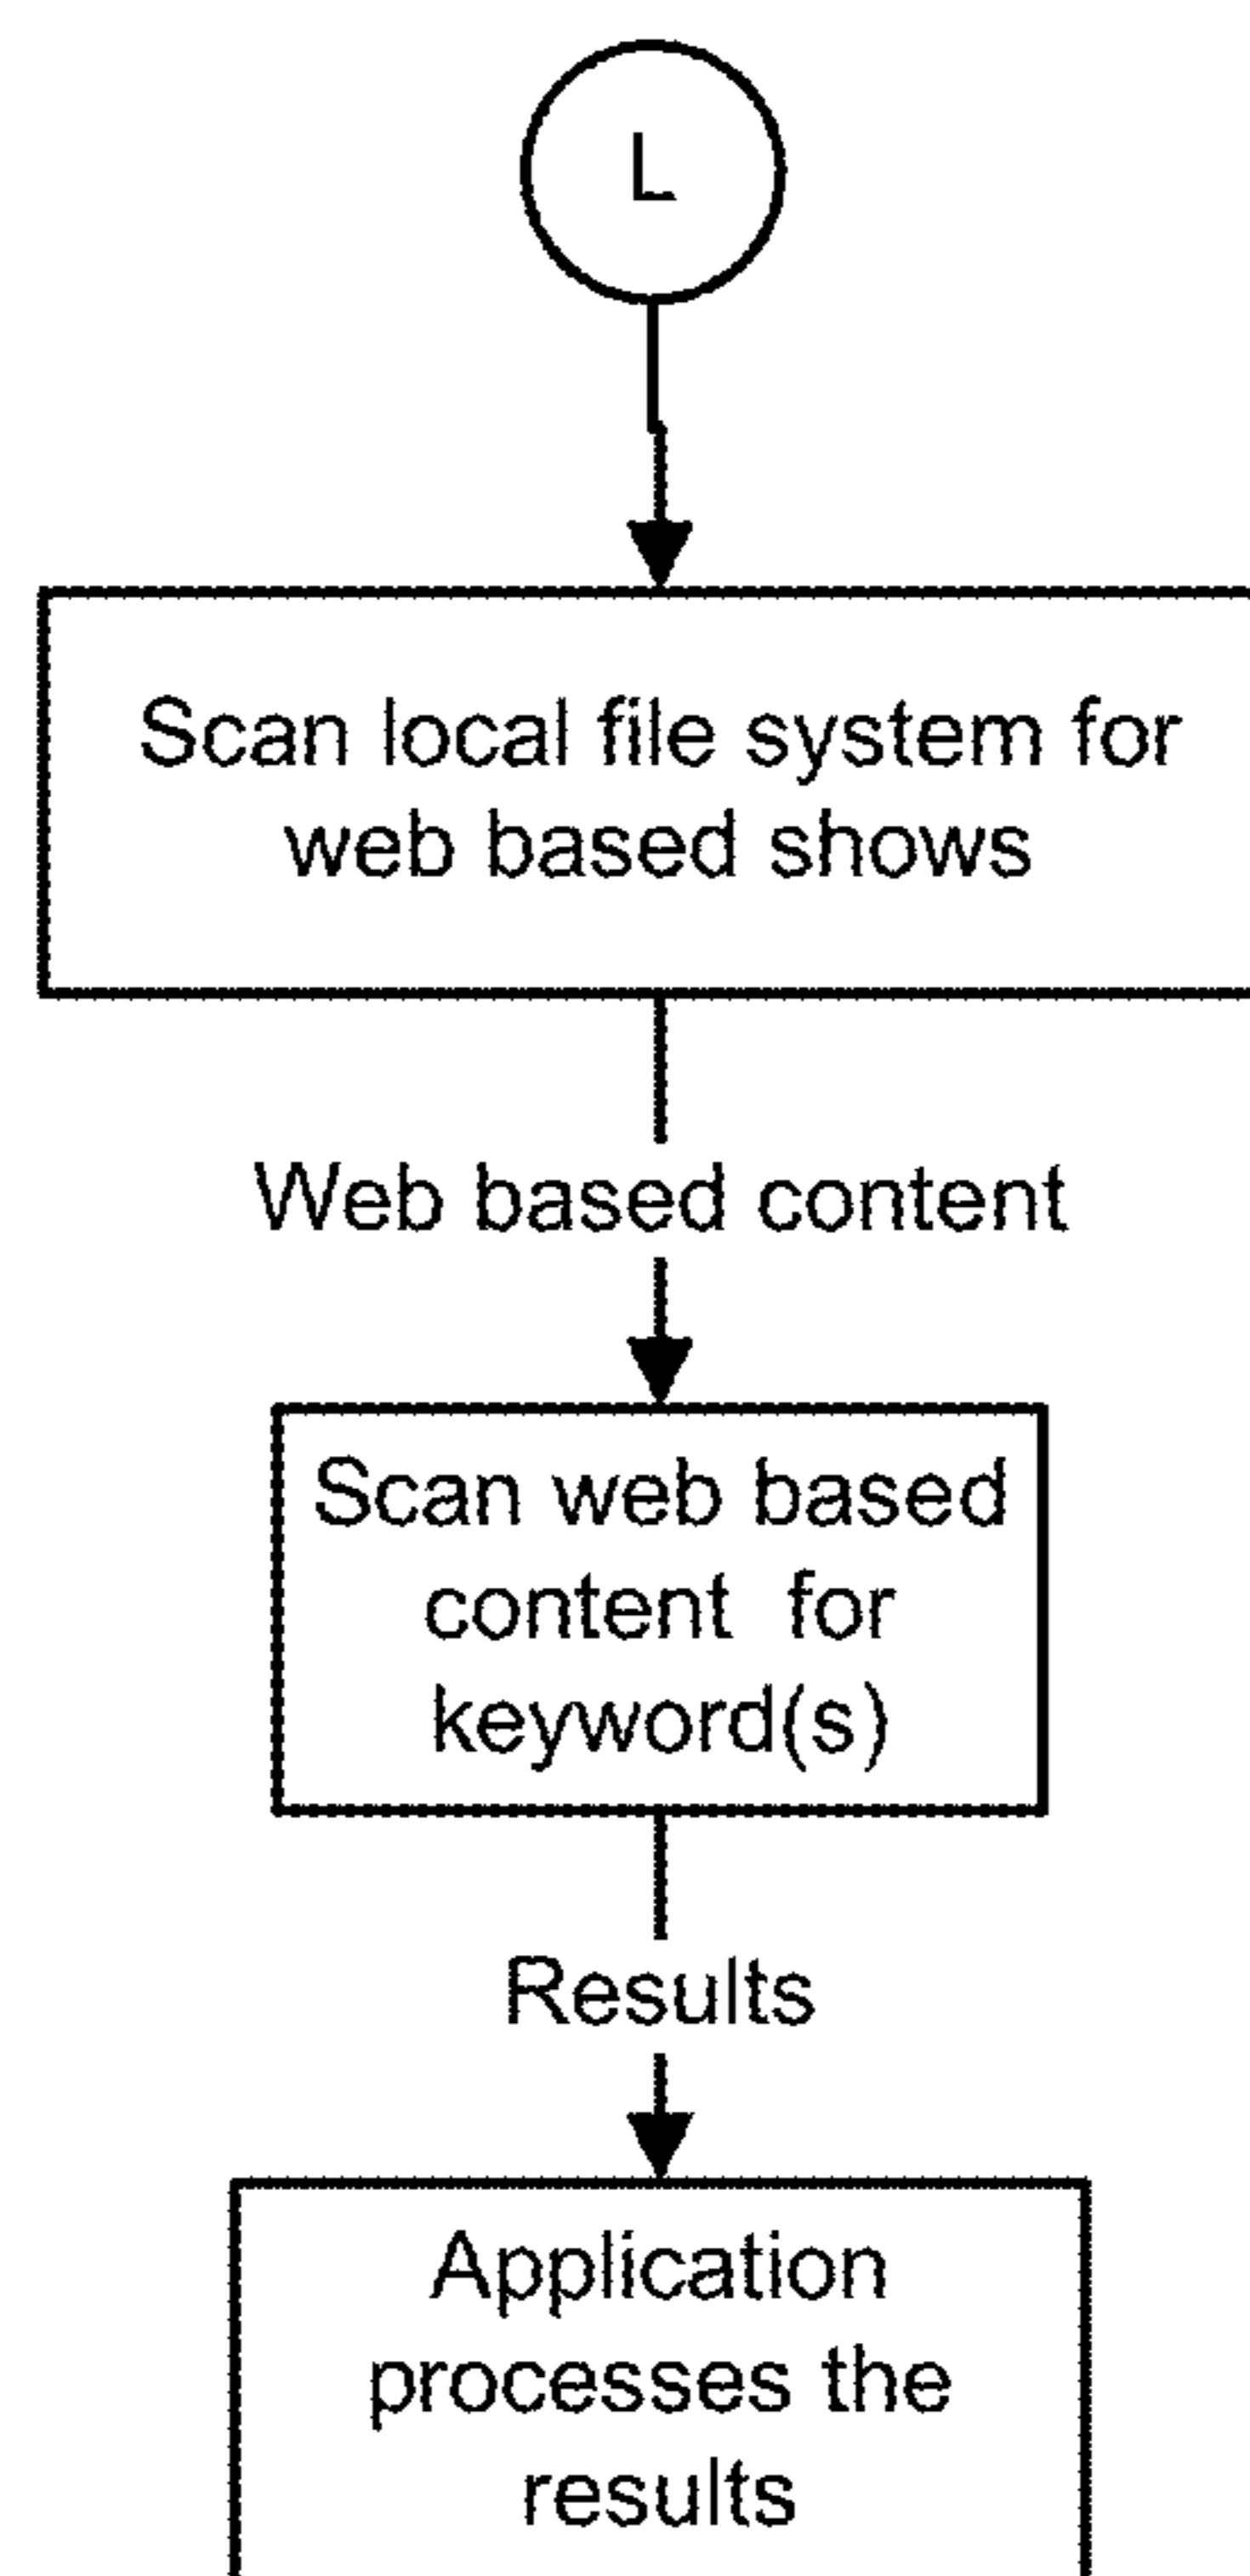 L
Scan local file system for
web based shows
Web based content
Scan web based
content for
keyword(s)
Results
Application
processes the
results